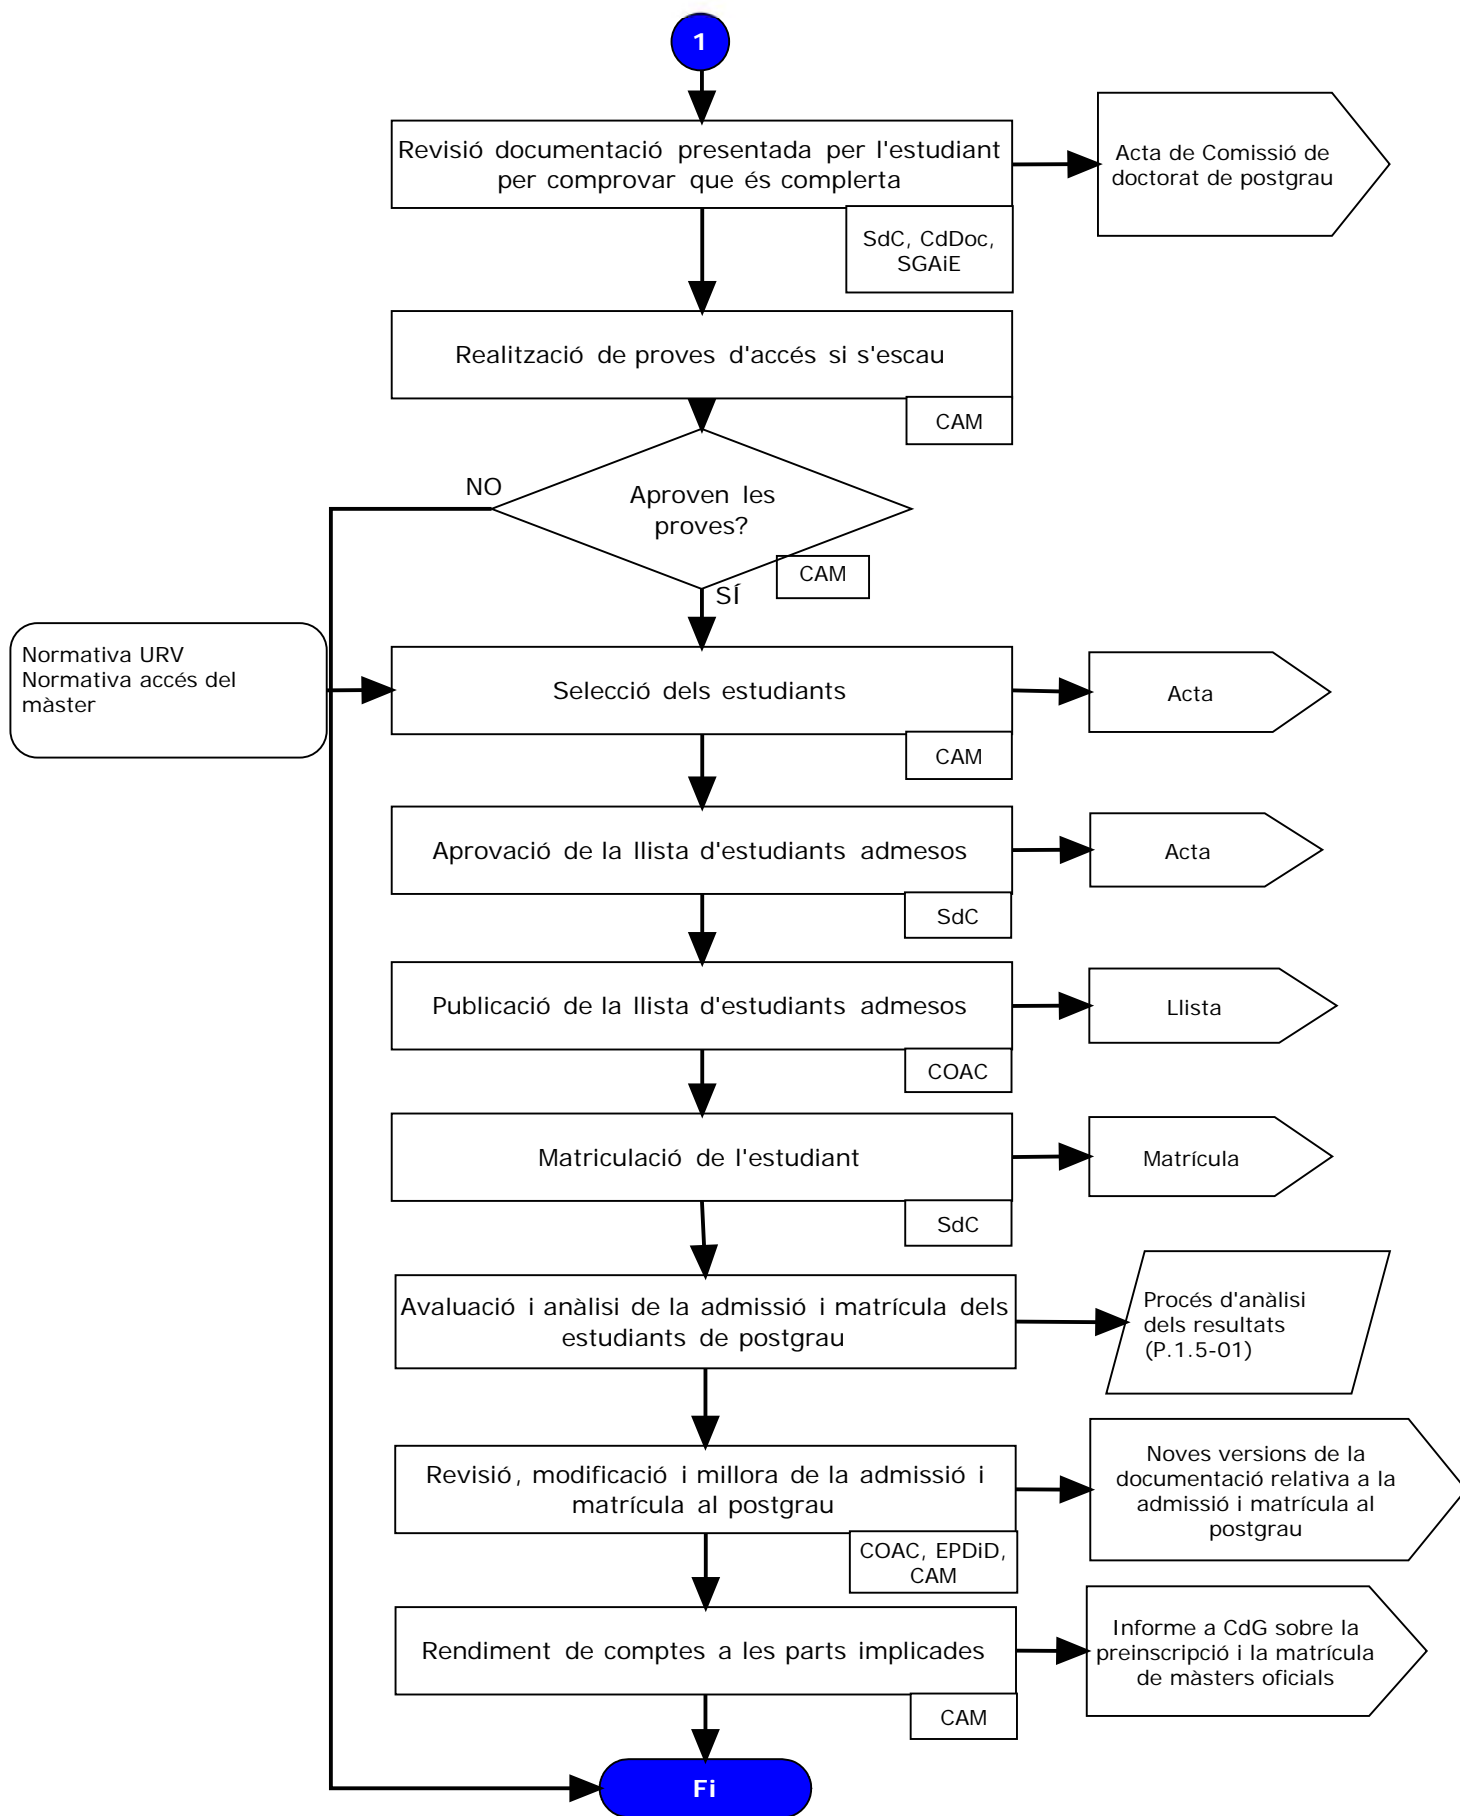 1
Revisió documentació presentada per l'estudiant
per comprovar que és complerta
Acta de Comissió de
doctorat de postgrau
SdC, CdDoc,
SGAiE
Realització de proves d'accés si s'escau
CAM
NO
Aproven les
proves?
CAM
SÍ
Normativa URV
Normativa accés del
màster
Selecció dels estudiants
Acta
CAM
Aprovació de la llista d'estudiants admesos
Acta
SdC
Publicació de la llista d'estudiants admesos
Llista
COAC
Matriculació de l'estudiant
Matrícula
SdC
Avaluació i anàlisi de la admissió i matrícula dels
estudiants de postgrau
Procés d'anàlisi
dels resultats
(P.1.5-01)
Revisió, modificació i millora de la admissió i
matrícula al postgrau
Noves versions de la
documentació relativa a la
admissió i matrícula al
postgrau
COAC, EPDiD,
CAM
Rendiment de comptes a les parts implicades
Informe a CdG sobre la
preinscripció i la matrícula
de màsters oficials
CAM
Fi